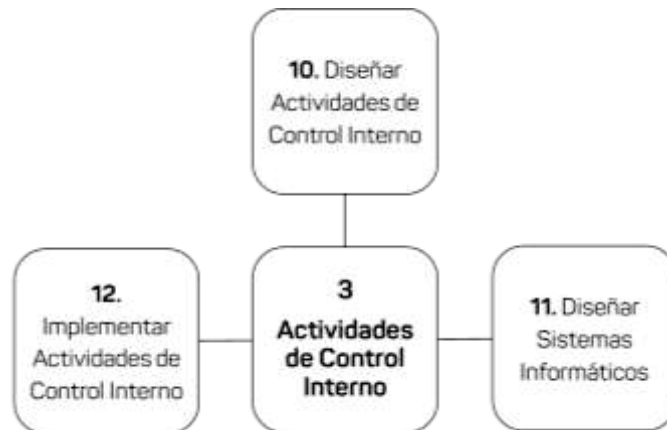 10. Diseñar
Actividades de
Control Interno
12.
Implementar
Actividades de
Control Interno
3
Actividades
de Control
Interno
11. Diseñar
Sistemas
Informáticos